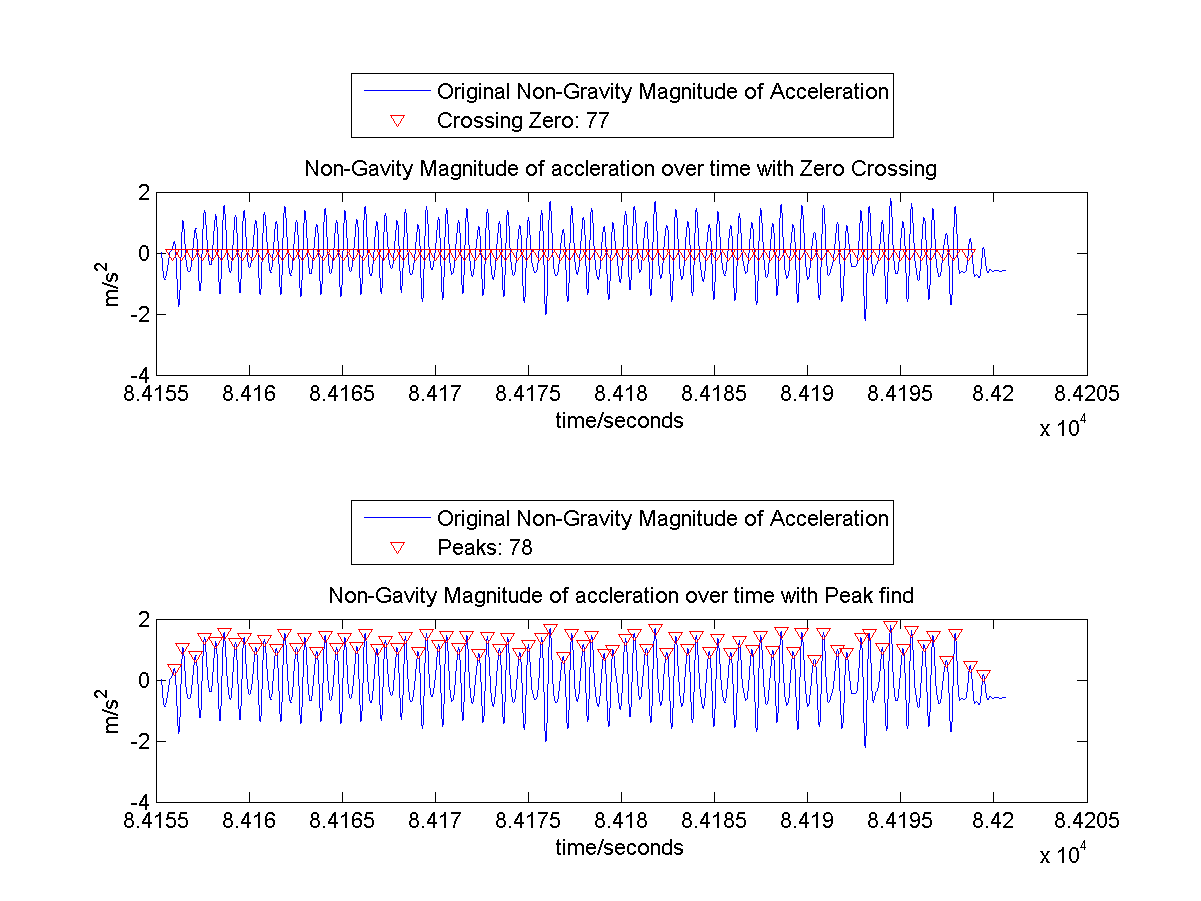 Original Non-Gravity Magnitude of Acceleration
Crossing Zero: 77
Non-Gavity Magnitude of accleration over time with Zero Crossing
2
0
-2
-4
m/s²
8.4155 8.416 8.4165 8.417 8.4175 8.418 8.4185 8.419 8.4195 8.42 8.4205
time/seconds
x 10⁴
Original Non-Gravity Magnitude of Acceleration
Peaks: 78
Non-Gavity Magnitude of accleration over time with Peak find
2
0
-2
-4
m/s²
8.4155 8.416 8.4165 8.417 8.4175 8.418 8.4185 8.419 8.4195 8.42 8.4205
time/seconds
x 10⁴